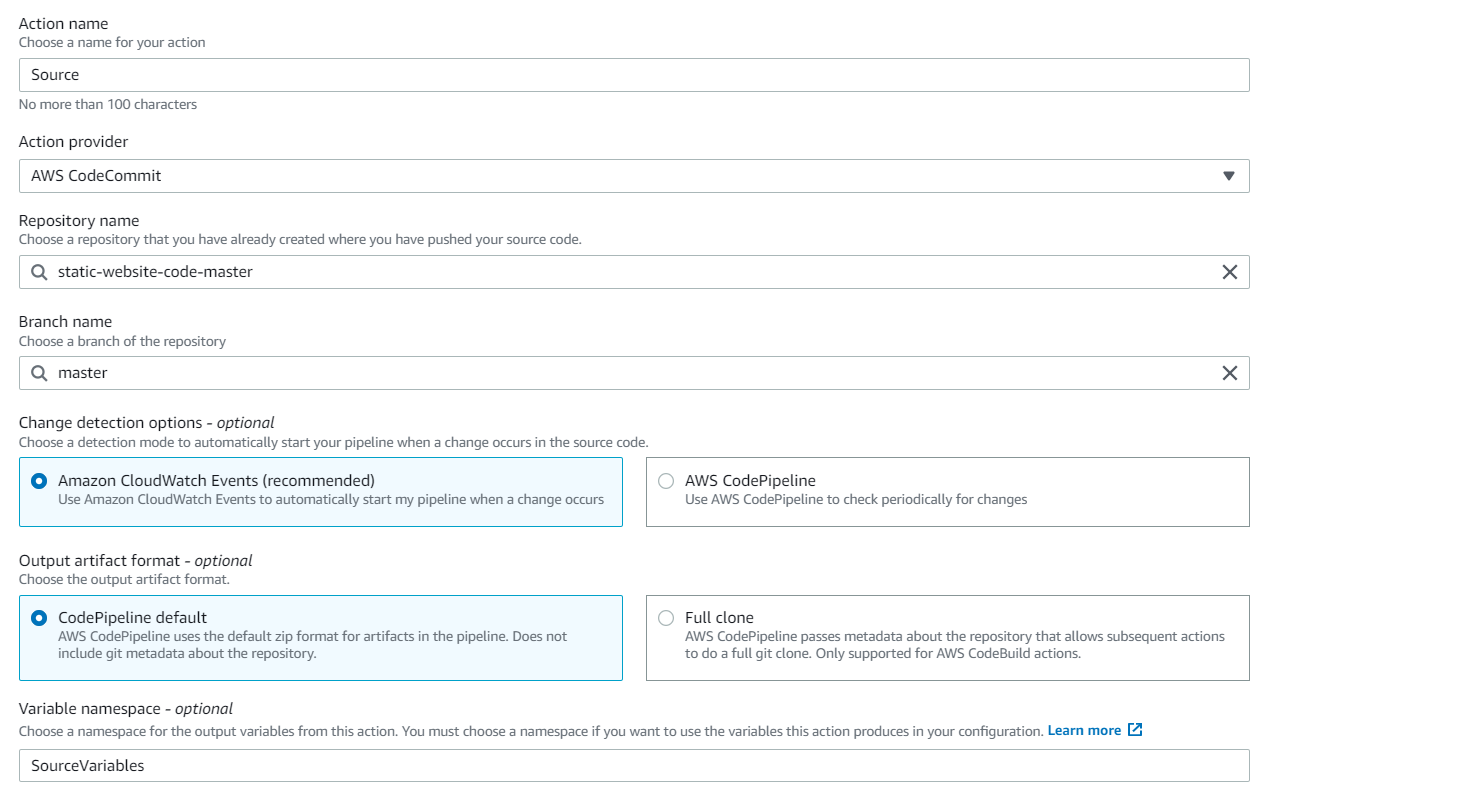 Action name
Choose a name for your action
Source
No more than 100 characters
Action provider
AWS CodeCommit
Repository name
Choose a repository that you have already created where you have pushed your source code.
static-website-code-master
Branch name
Choose a branch of the repository
master
Change detection options - optional
Choose a detection mode to automatically start your pipeline when a change occurs in the source code.
Amazon CloudWatch Events (recommended)
Use Amazon CloudWatch Events to automatically start my pipeline when a change occurs
AWS CodePipeline
Use AWS CodePipeline to check periodically for changes
Output artifact format - optional
Choose the output artifact format.
CodePipeline default
AWS CodePipeline uses the default zip format for artifacts in the pipeline. Does not
include git metadata about the repository.
Full clone
AWS CodePipeline passes metadata about the repository that allows subsequent actions
to do a full git clone. Only supported for AWS CodeBuild actions.
Variable namespace - optional
Choose a namespace for the output variables from this action. You must choose a namespace if you want to use the variables this action produces in your configuration. Learn more
SourceVariables